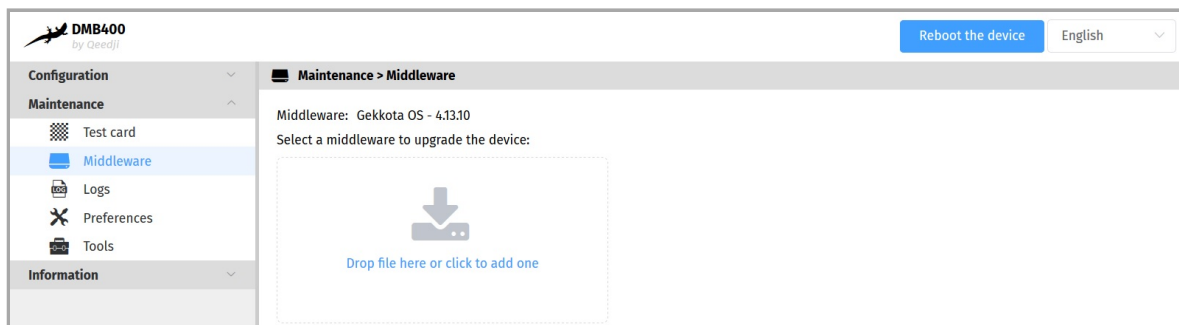 DMB400
by Qeedji
Reboot the device
English
Configuration
Maintenance
Test card
Middleware
LOG
Logs
Preferences
Tools
Information
Maintenance > Middleware
Middleware: Gekkota OS - 4.13.10
Select a middleware to upgrade the device:
Drop file here or click to add one